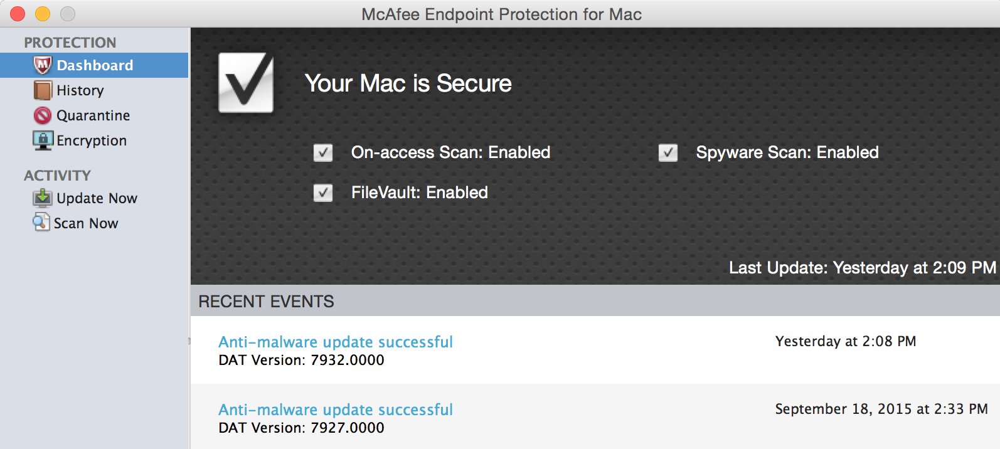 McAfee Endpoint Protection for Mac
PROTECTION
Dashboard
History
Quarantine
Encryption
ACTIVITY
Update Now
Scan Now
Your Mac is Secure
On-access Scan: Enabled
Spyware Scan: Enabled
FileVault: Enabled
Last Update: Yesterday at 2:09 PM
RECENT EVENTS
Anti-malware update successful
Yesterday at 2:08 PM
DAT Version: 7932.0000
Anti-malware update successful
September 18, 2015 at 2:33 PM
DAT Version: 7927.0000